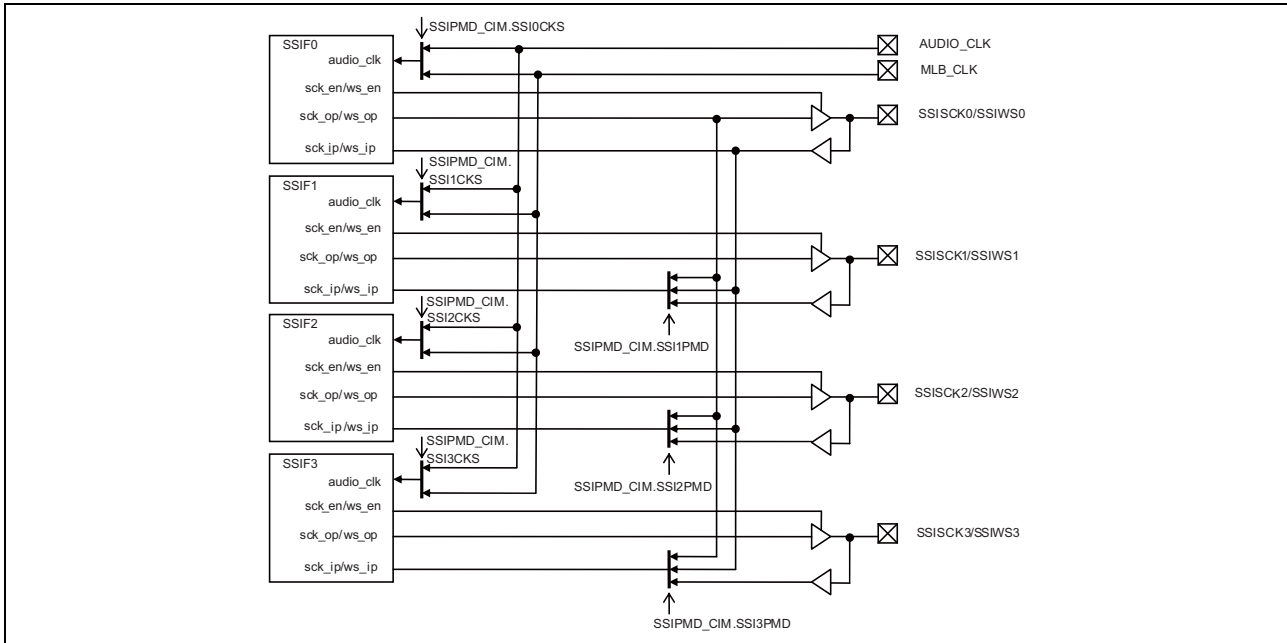 SSIPMD_CIM.SSI0CKS
SSIF0
audio_clk
AUDIO_CLK
MLB_CLK
sck_en/ws_en
sck_op/ws_op
SSISCK0/SSIWS0
sck_ip/ws_ip
SSIPMD_CIM.
SSI1CKS
SSIF1
audio_clk
sck_en/ws_en
sck_op/ws_op
SSISCK1/SSIWS1
sck_ip/ws_ip
SSIPMD_CIM.SSI1PMD
SSIPMD_CIM.
SSI2CKS
SSIF2
audio_clk
sck_en/ws_en
sck_op/ws_op
SSISCK2/SSIWS2
sck_ip/ws_ip
SSIPMD_CIM.SSI2PMD
SSIPMD_CIM.
SSI3CKS
SSIF3
audio_clk
sck_en/ws_en
sck_op/ws_op
SSISCK3/SSIWS3
sck_ip/ws_ip
SSIPMD_CIM.SSI3PMD